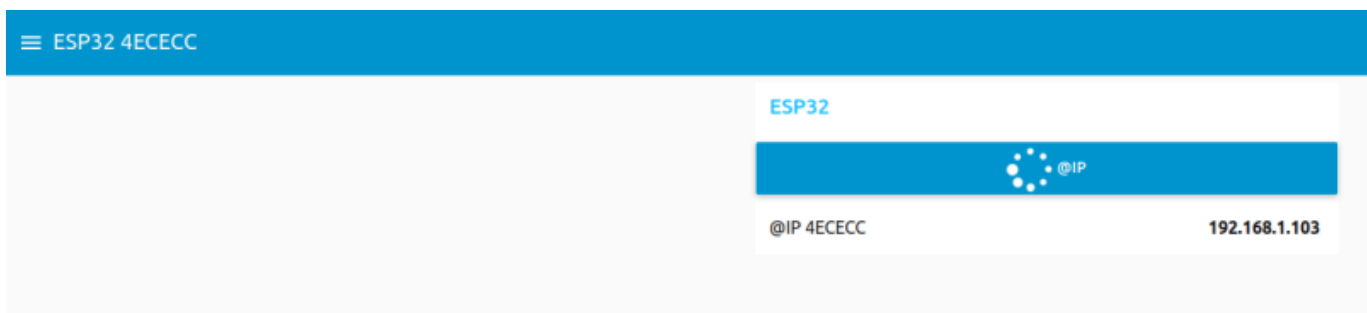 ESP32 4ECECC
ESP32
@IP
@IP 4ECECC 192.168.1.103